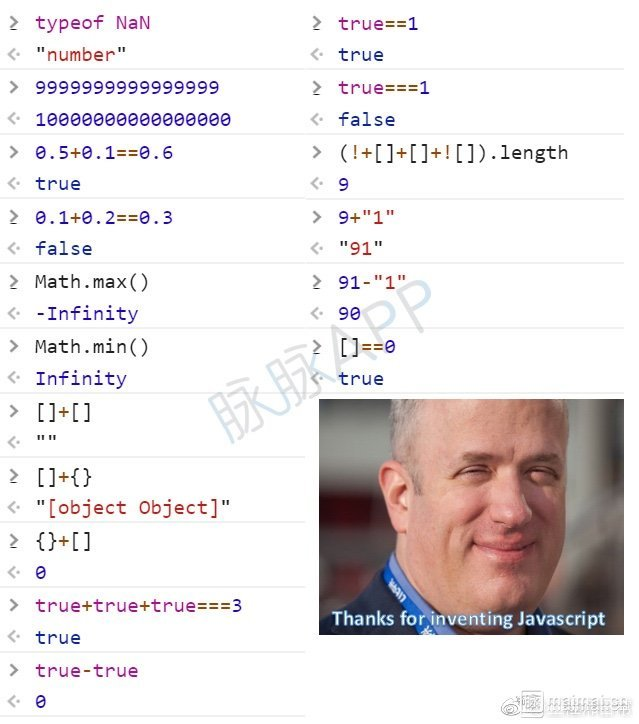 typeof NaN
"number"
9999999999999999
10000000000000000
0.5+0.1==0.6
true
0.1+0.2==0.3
false
Math.max()
-Infinity
Math.min()
Infinity
[]+[]
""
[]+{}
"[object Object]"
{}+[]
0
true+true+true===3
true
true-true
0
true==1
true
true===1
false
(!+[]+[]+![]).length
9
9+"1"
"91"
91-"1"
90
[]==0
true
脉脉APP
Thanks for inventing Javascript
maimai.cn